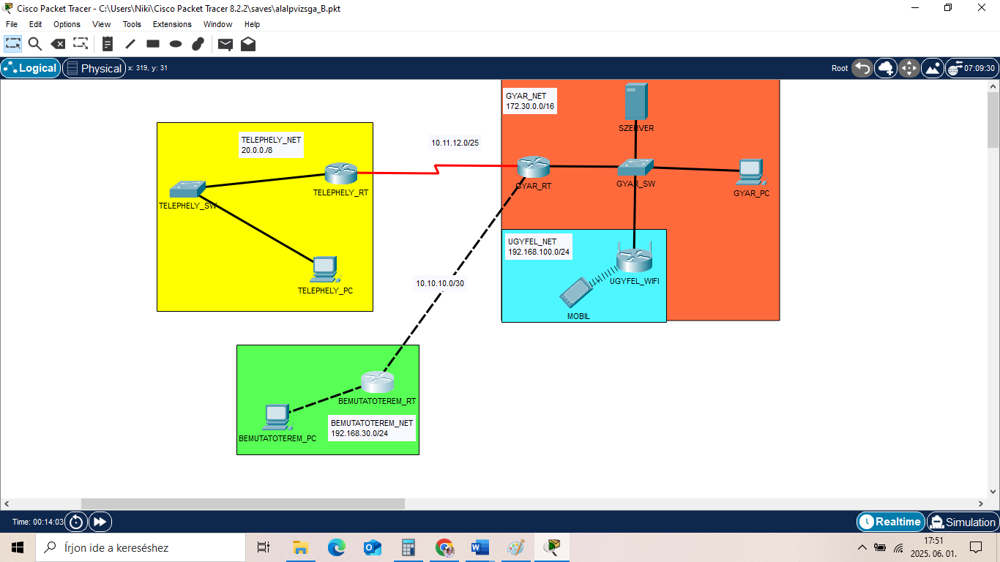 Cisco Packet Tracer - C:\Users\Niki\Cisco Packet Tracer 8.2.2\saves\alalpvizsga_B.pkt
File Edit Options View Tools Extensions Window Help
Logical Physical x: 319, y: 31 Root 07:09:30
GYAR_NET
172.30.0.0/16
SZERVER
TELEPHELY_NET
20.0.0./8
10.11.12.0/25
TELEPHELY_RT
GYAR_RT
GYAR_SW
GYAR_PC
TELEPHELY_SW
UGYFEL_NET
192.168.100.0/24
UGYFEL_WIFI
10.10.10.0/30
TELEPHELY_PC
MOBIL
BEMUTATOTEREM_RT
BEMUTATOTEREM_NET
192.168.30.0/24
BEMUTATOTEREM_PC
Time: 00:14:03 Realtime Simulation
Írjon ide a kereséshez
17:51
2025. 06. 01.